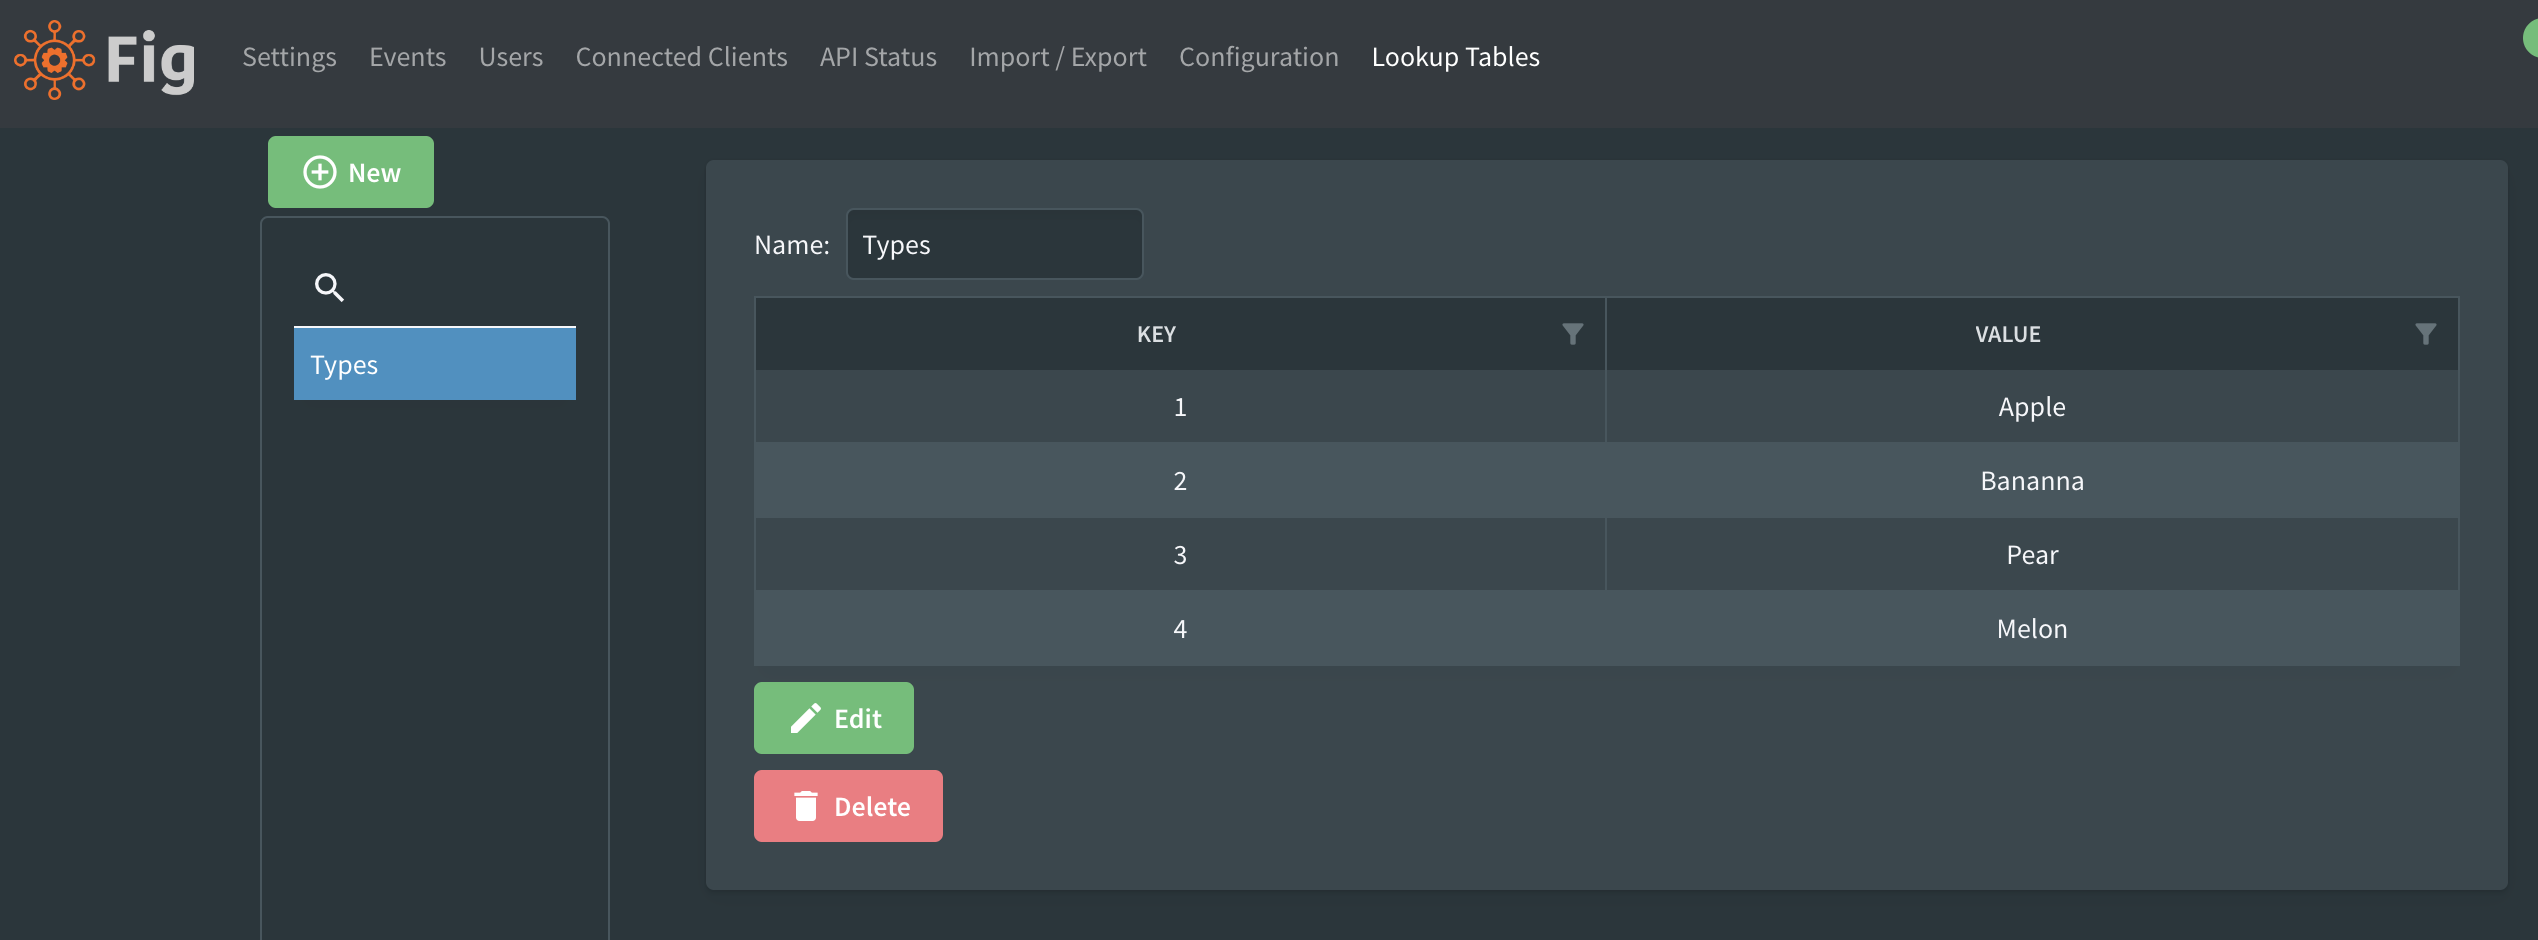 Fig Settings Events Users Connected Clients API Status Import / Export Configuration Lookup Tables
New
Types
Name: Types
KEY VALUE
1 Apple
2 Bananna
3 Pear
4 Melon
Edit
Delete